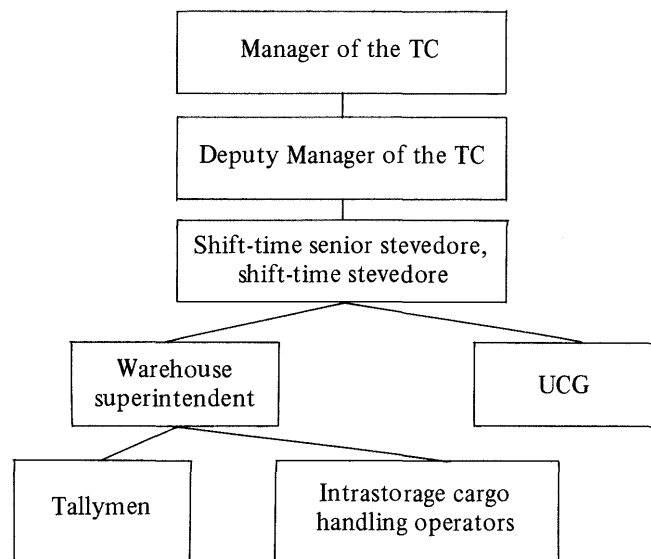 Manager of the TC
Deputy Manager of the TC
Shift-time senior stevedore,
shift-time stevedore
Warehouse
superintendent
UCG
Tallymen
Intrastorage cargo
handling operators